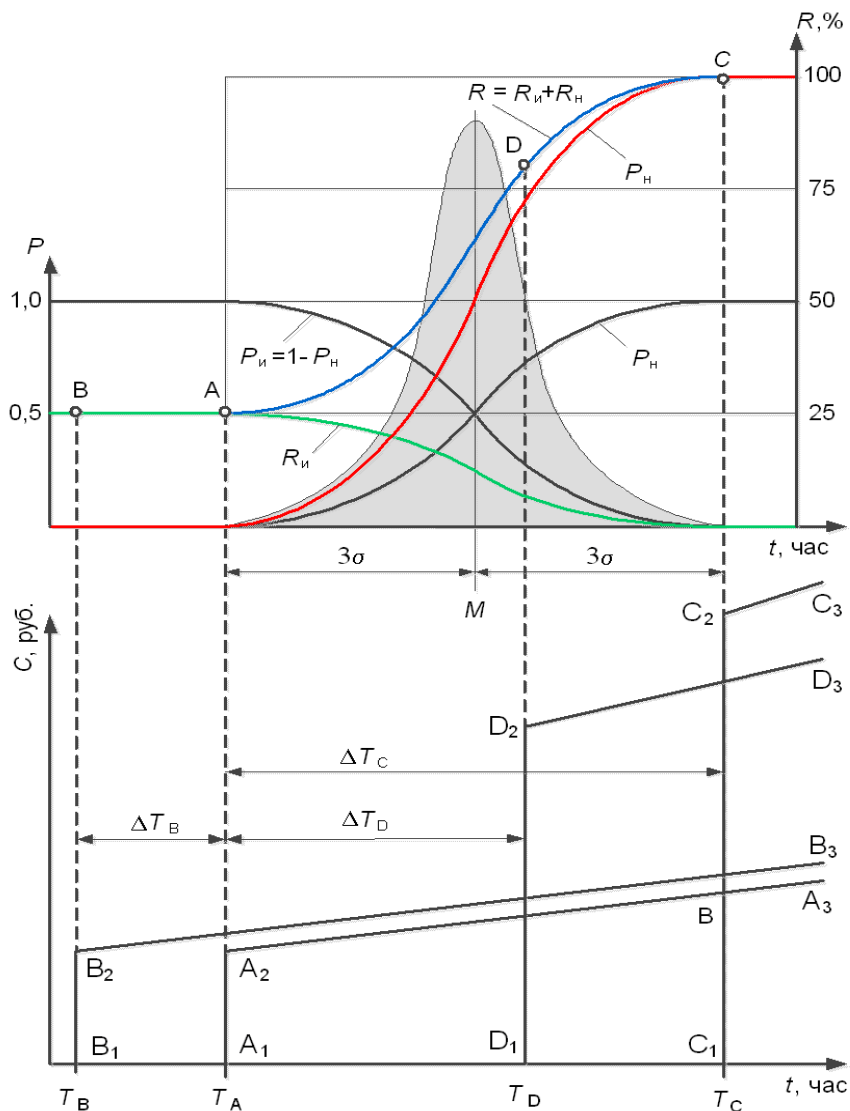 R,%
C
100
R = Rи+Rн
D
Pн
75
P
1,0
50
Pи =1- Pн
Pн
B
A
0,5
25
Rи
t, час
3σ
3σ
M
C, руб.
C2
C3
D3
D2
ΔTC
ΔTB
ΔTD
B3
B
A3
B2
A2
B1
A1
D1
C1
TB
TA
TD
TC
t, час